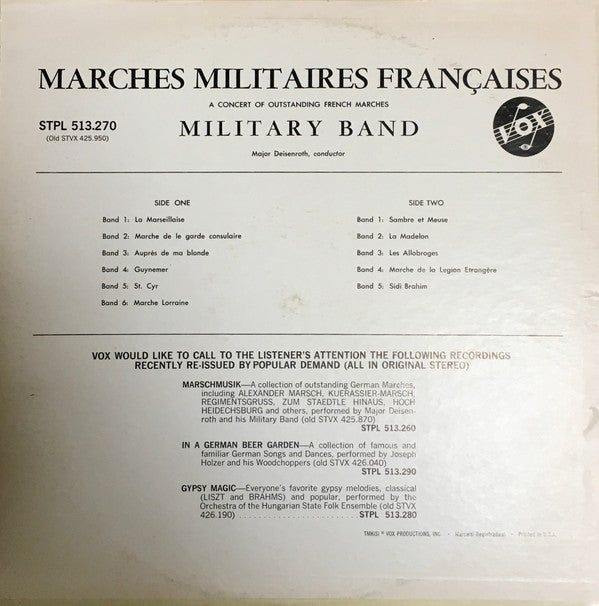 MARCHES MILITAIRES FRANÇAISES
A CONCERT OF OUTSTANDING FRENCH MARCHES
STPL 513.270
(Old STVX 425.950)
MILITARY BAND
VOX
Major Deisenroth, conductor
SIDE ONE
Band 1: La Marseillaise
Band 2: Marche de le garde consulaire
Band 3: Auprès de ma blonde
Band 4: Guynemer
Band 5: St. Cyr
Band 6: Marche Lorraine
SIDE TWO
Band 1: Sambre et Meuse
Band 2: La Madelon
Band 3: Les Allobroges
Band 4: Marche de la Legion Etrangère
Band 5: Sidi Brahim
VOX WOULD LIKE TO CALL TO THE LISTENER'S ATTENTION THE FOLLOWING RECORDINGS
RECENTLY RE-ISSUED BY POPULAR DEMAND (ALL IN ORIGINAL STEREO)
MARSCHMUSIK—A collection of outstanding German Marches,
including ALEXANDER MARSCH, KUERASSIER-MARSCH,
REGIMENTSGRUSS, ZUM STAEDTLE HINAUS, HOCH
HEIDECHSBURG and others, performed by Major Deisen-
roth and his Military Band (old STVX 425.870)
STPL 513.260
IN A GERMAN BEER GARDEN—A collection of famous and
familiar German Songs and Dances, performed by Joseph
Holzer and his Woodchoppers (old STVX 426.040)
STPL 513.290
GYPSY MAGIC—Everyone's favorite gypsy melodies, classical
(LISZT and BRAHMS) and popular, performed by the
Orchestra of the Hungarian State Folk Ensemble (old STVX
426.190) ........................ STPL 513.280
TMK(S) ® VOX PRODUCTIONS, INC. • Marca(s) Registrada(s) • Printed in U.S.A.